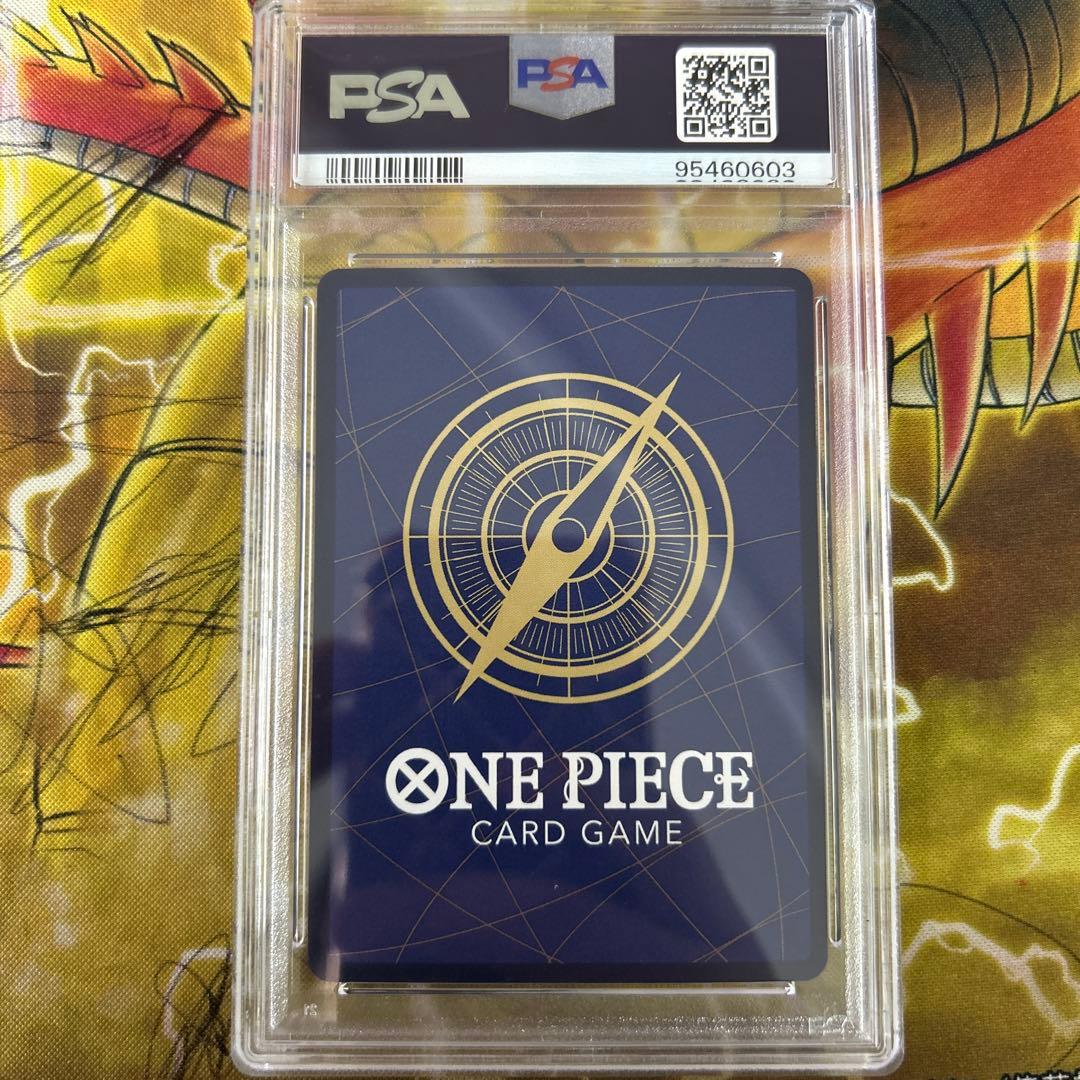 PSA
PSA
95460603
ONE PIECE
CARD GAME